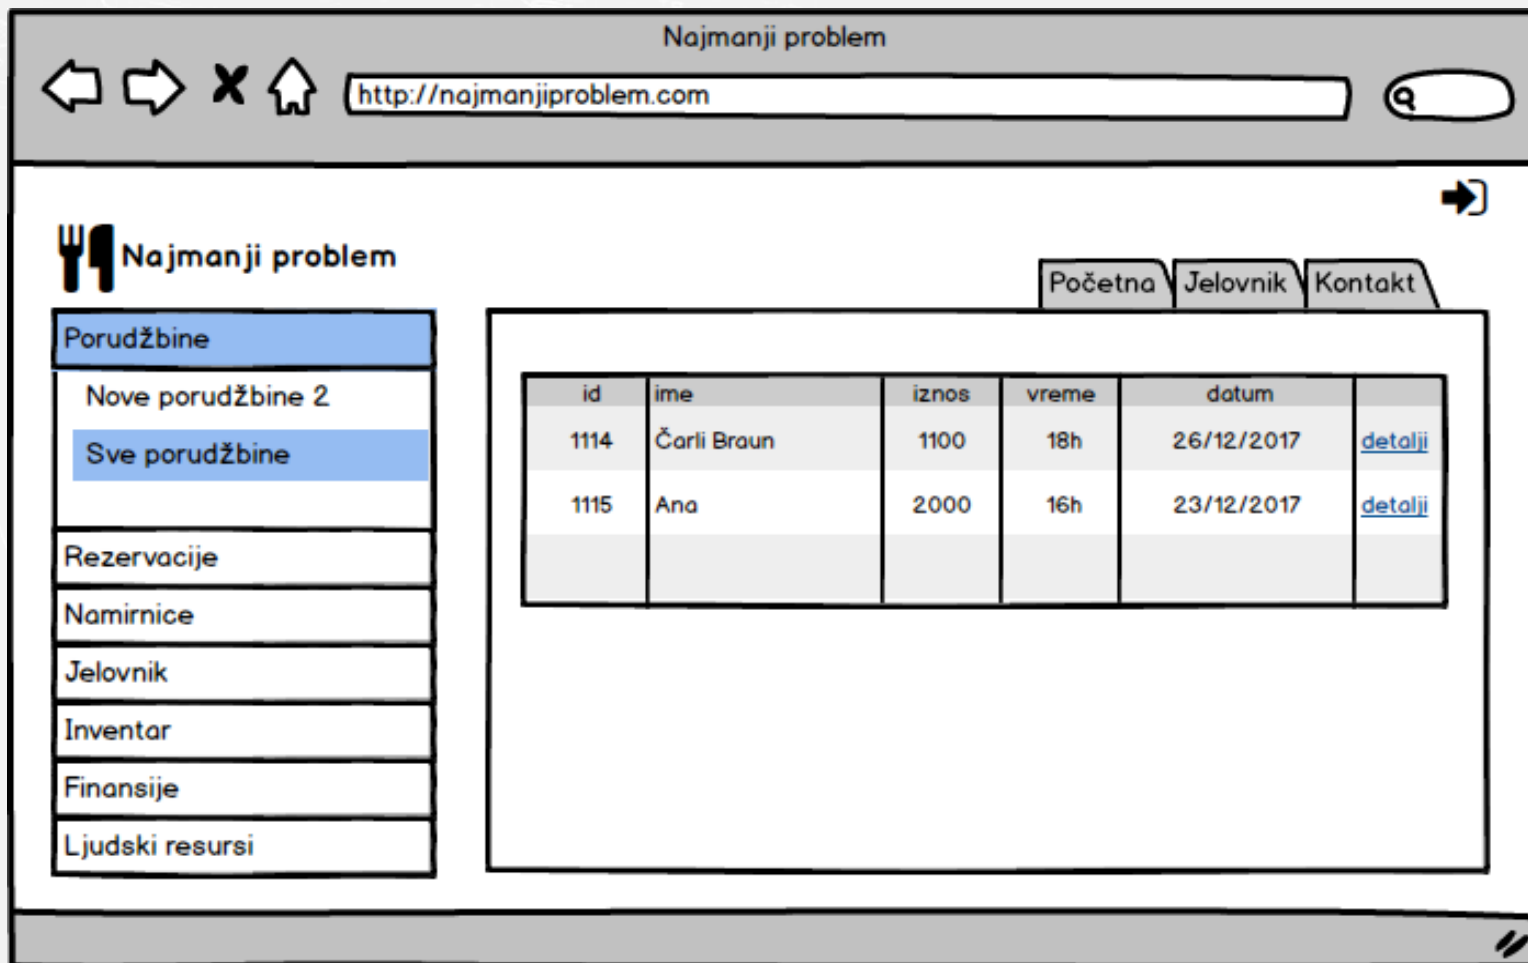 Najmanji problem
http://najmanjiproblem.com
Najmanji problem
Početna Jelovnik Kontakt
Porudžbine
Nove porudžbine 2
Sve porudžbine
Rezervacije
Namirnice
Jelovnik
Inventar
Finansije
Ljudski resursi
id ime iznos vreme datum
1114 Čarli Braun 1100 18h 26/12/2017 detalji
1115 Ana 2000 16h 23/12/2017 detalji